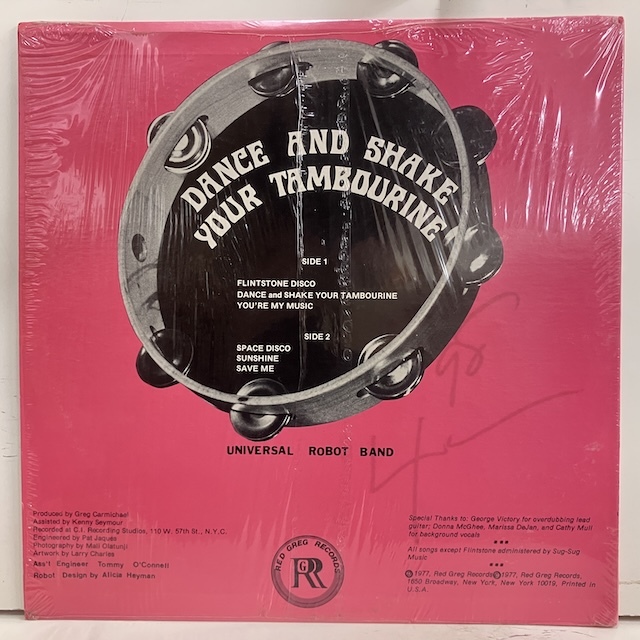 DANCE AND SHAKE
YOUR TAMBOURINE
SIDE 1
FLINTSTONE DISCO
DANCE and SHAKE YOUR TAMBOURINE
YOU'RE MY MUSIC
SIDE 2
SPACE DISCO
SUNSHINE
SAVE ME
UNIVERSAL ROBOT BAND
Produced by Greg Carmichael
Assisted by Kenny Seymour
Recorded at C.I. Recording Studios, 110 W. 57th St., N.Y.C.
Engineered by Pat Jaques
Photography by Mall Olatunji
Artwork by Larry Charles
Ass't Engineer Tommy O'Connell
Robot Design by Alicia Heyman
RED GREG RECORDS
GR
Special Thanks to: George Victory for overdubbing lead
guitar; Donna McGhee, Marissa DeJan, and Cathy Mull
for background vocals
***
All songs except Flintstone administered by Sug-Sug
Music
***
1977, Red Greg Records ℗ 1977, Red Greg Records,
1650 Broadway, New York, New York 10019, Printed in
U.S.A.